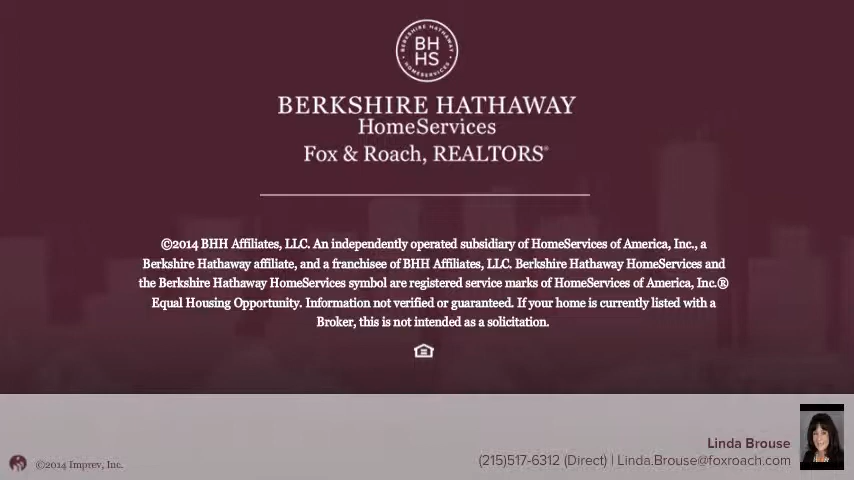 BERKSHIRE HATHAWAY
HOMESERVICES
BH
HS
BERKSHIRE HATHAWAY
HomeServices
Fox & Roach, REALTORS®
©2014 BHH Affiliates, LLC. An independently operated subsidiary of HomeServices of America, Inc., a
Berkshire Hathaway affiliate, and a franchisee of BHH Affiliates, LLC. Berkshire Hathaway HomeServices and
the Berkshire Hathaway HomeServices symbol are registered service marks of HomeServices of America, Inc.®
Equal Housing Opportunity. Information not verified or guaranteed. If your home is currently listed with a
Broker, this is not intended as a solicitation.
Linda Brouse
(215)517-6312 (Direct) | Linda.Brouse@foxroach.com
©2014 Imprev, Inc.